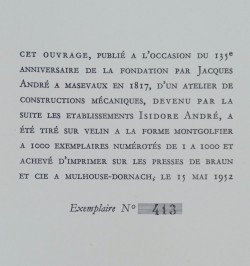 CET OUVRAGE, PUBLIÉ A L'OCCASION DU 135e
ANNIVERSAIRE DE LA FONDATION PAR JACQUES
ANDRÉ A MASEVAUX EN 1817, D'UN ATELIER DE
CONSTRUCTIONS MÉCANIQUES, DEVENU PAR LA
SUITE LES ETABLISSEMENTS ISIDORE ANDRÉ, A
ÉTÉ TIRÉ SUR VELIN A LA FORME MONTGOLFIER
A 1000 EXEMPLAIRES NUMÉROTÉS DE 1 A 1000 ET
ACHEVÉ D'IMPRIMER SUR LES PRESSES DE BRAUN
ET CIE A MULHOUSE-DORNACH, LE 15 MAI 1952
Exemplaire No 413